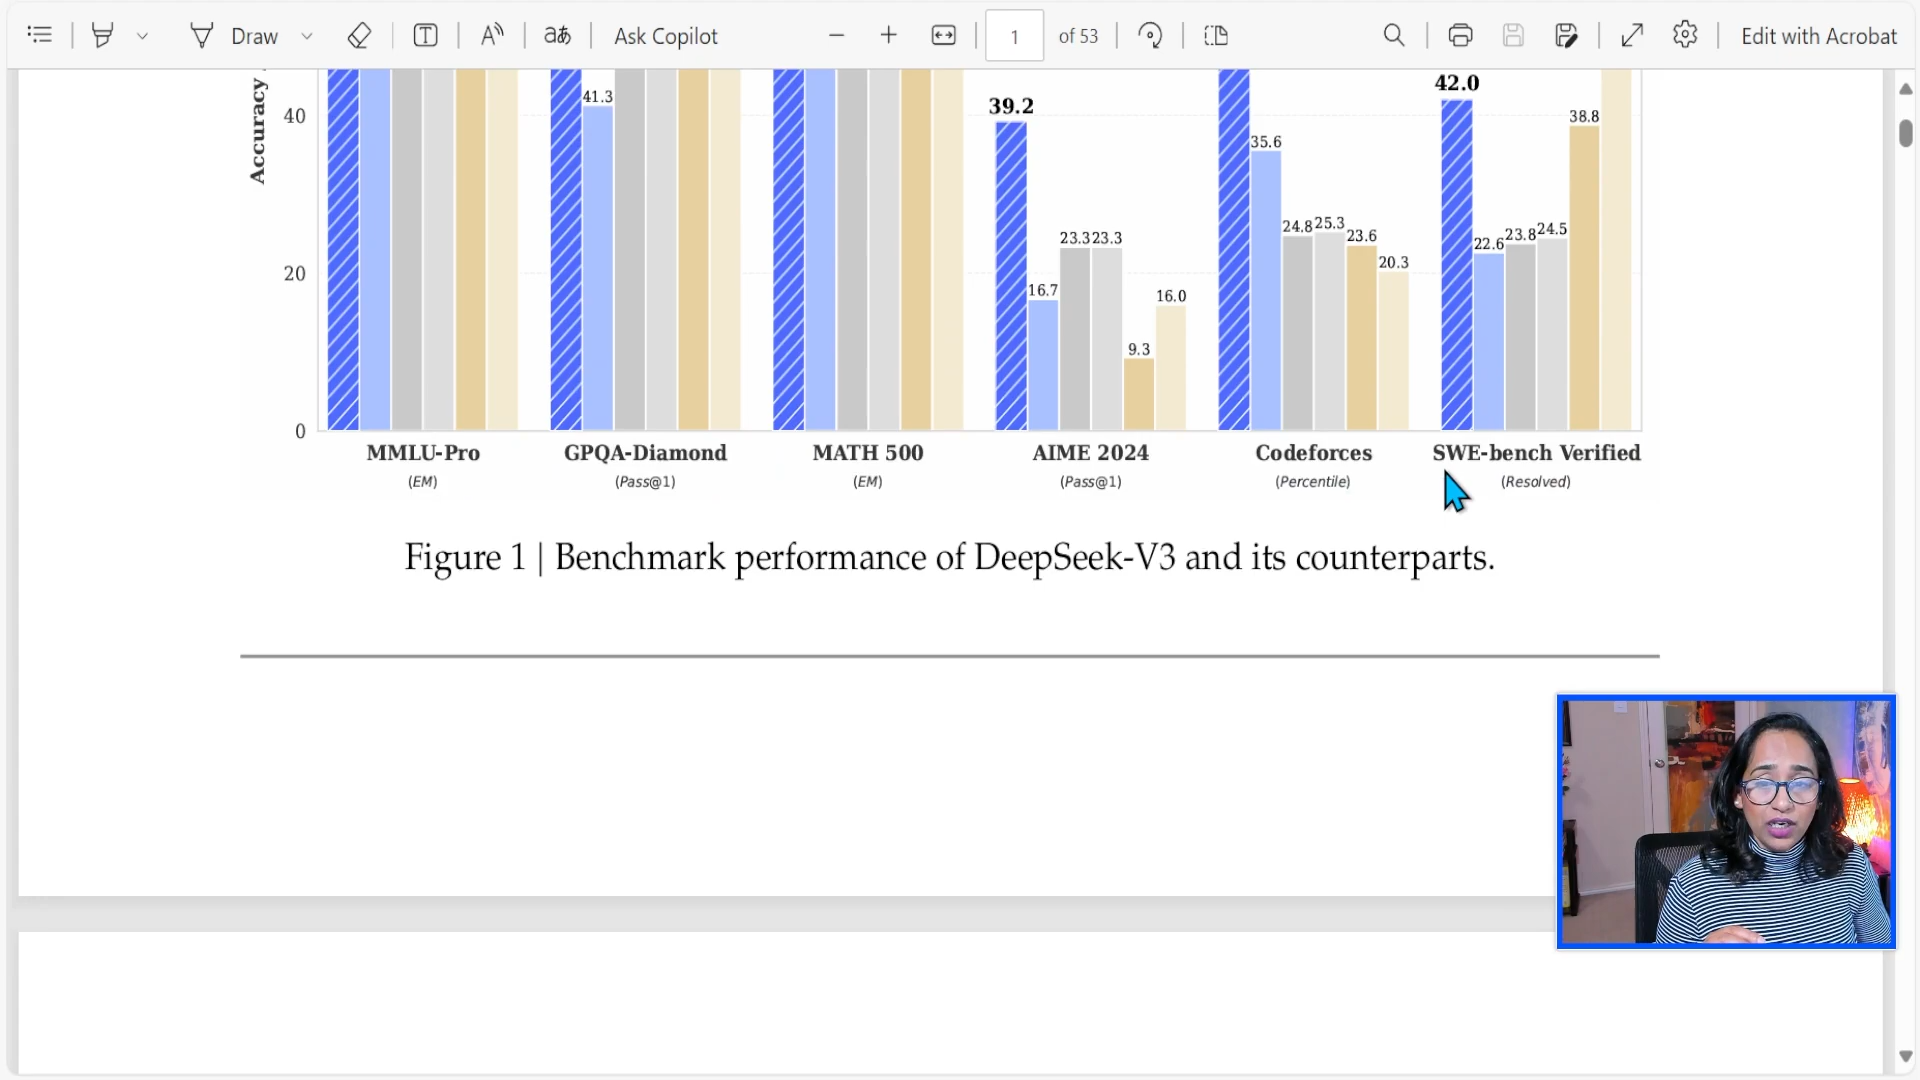 Draw
T
A
aあ
Ask Copilot
1
of 53
Edit with Acrobat
Accuracy
40
20
0
41.3
39.2
16.7
23.3
23.3
9.3
16.0
35.6
24.8
25.3
23.6
20.3
42.0
22.6
23.8
24.5
38.8
MMLU-Pro
(EM)
GPQA-Diamond
(Pass@1)
MATH 500
(EM)
AIME 2024
(Pass@1)
Codeforces
(Percentile)
SWE-bench Verified
(Resolved)
Figure 1 | Benchmark performance of DeepSeek-V3 and its counterparts.